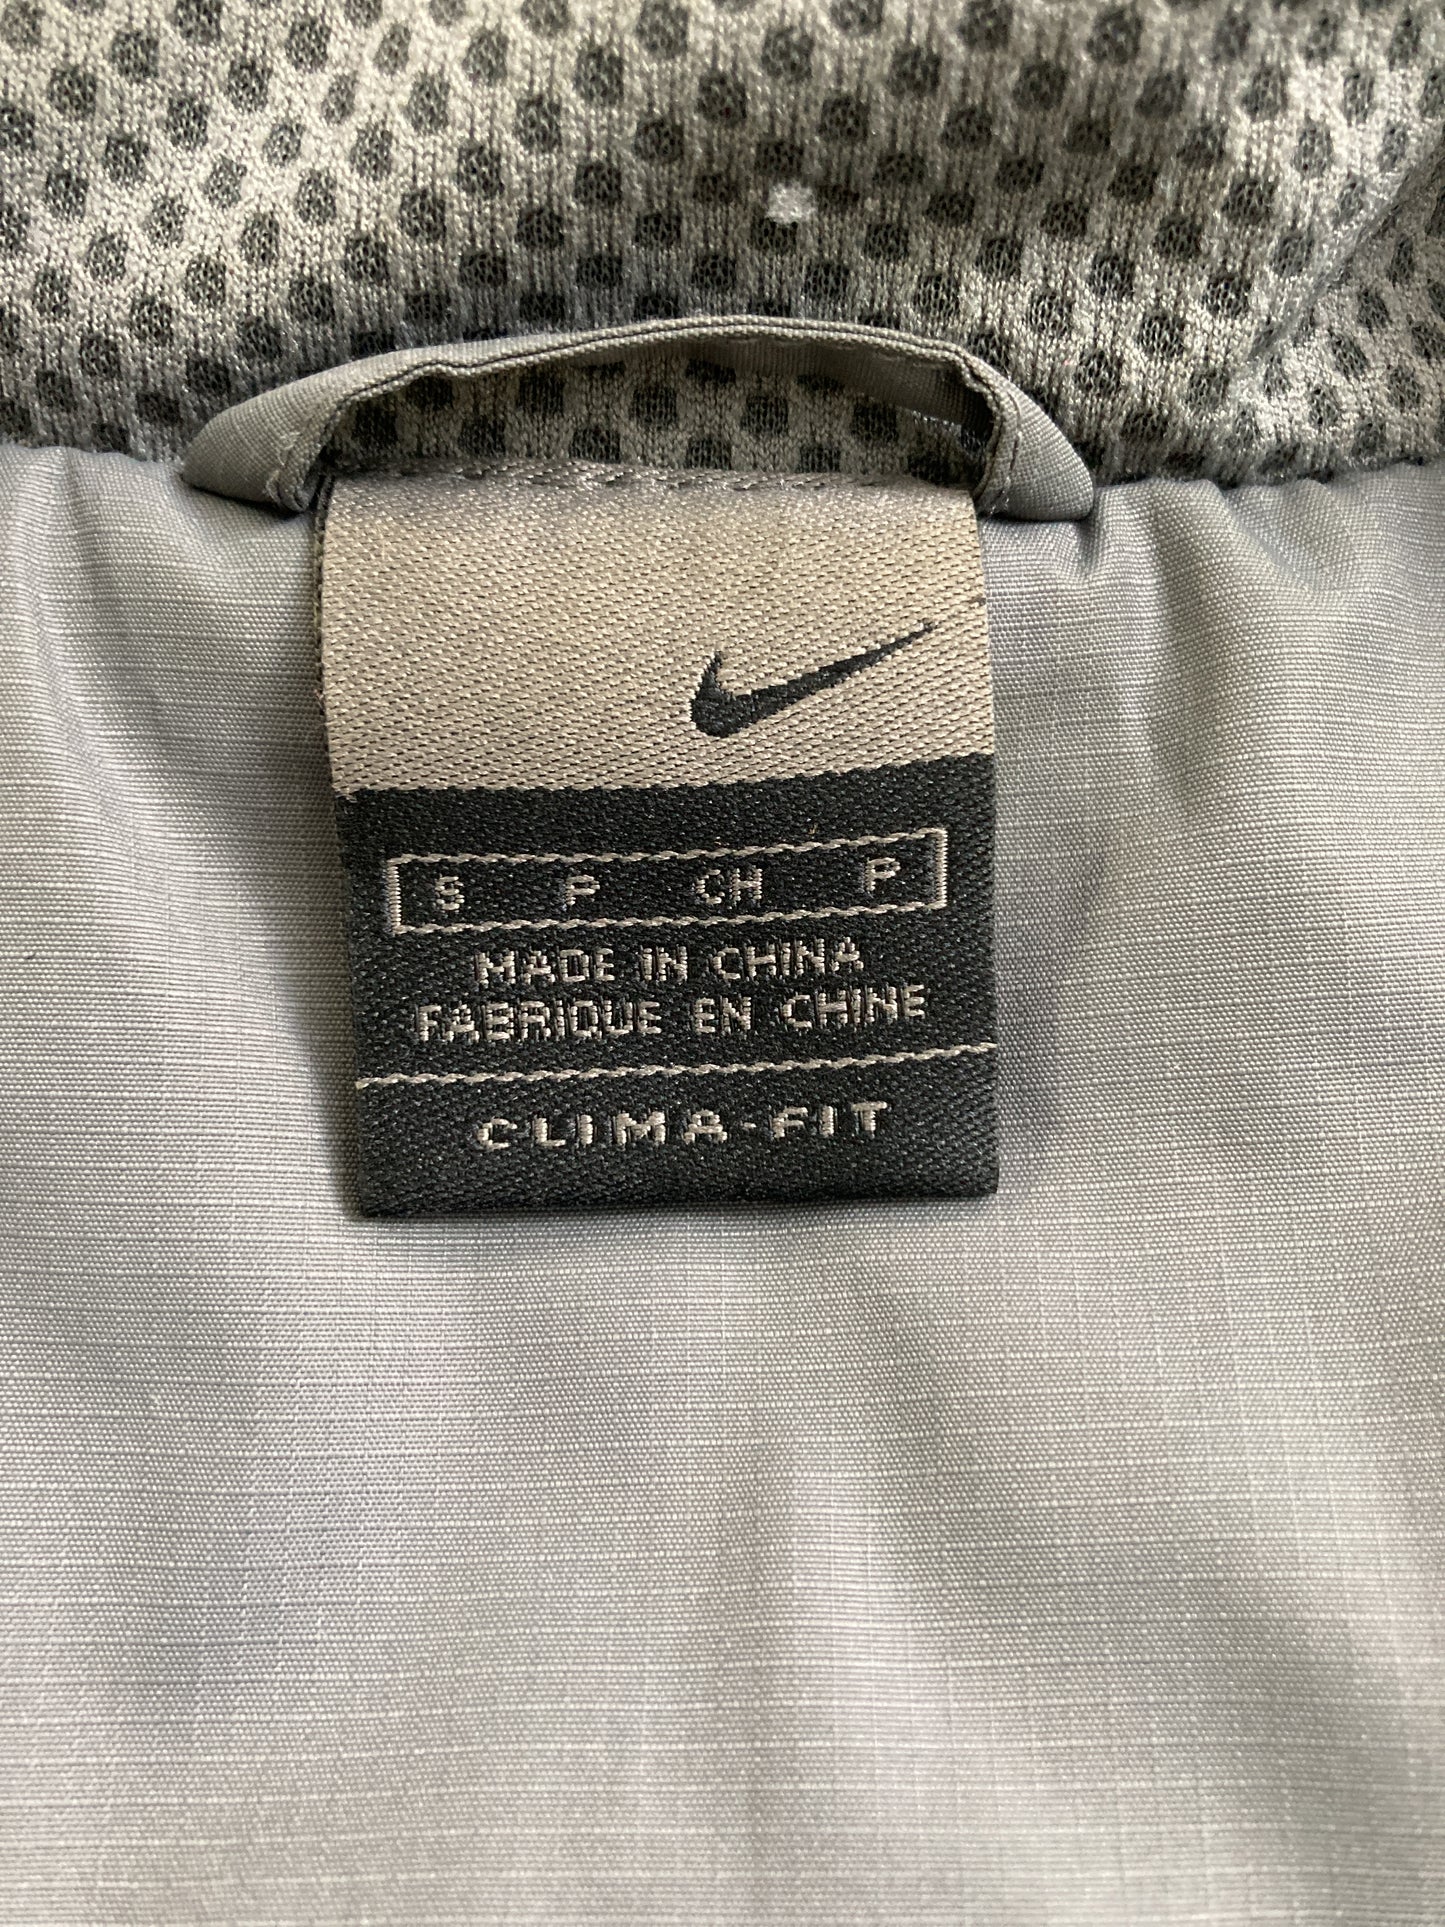 S P CH P
MADE IN CHINA
FABRIQUE EN CHINE
CLIMA-FIT